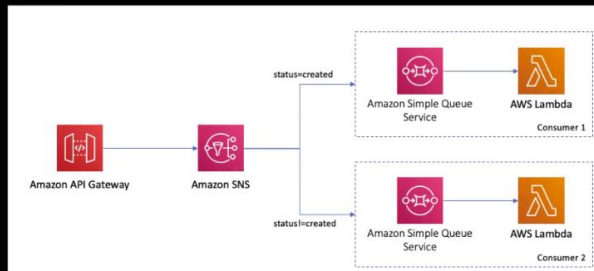 status=created
Amazon Simple Queue
Service
AWS Lambda
Consumer 1
Amazon API Gateway
Amazon SNS
status!=created
Amazon Simple Queue
Service
AWS Lambda
Consumer 2